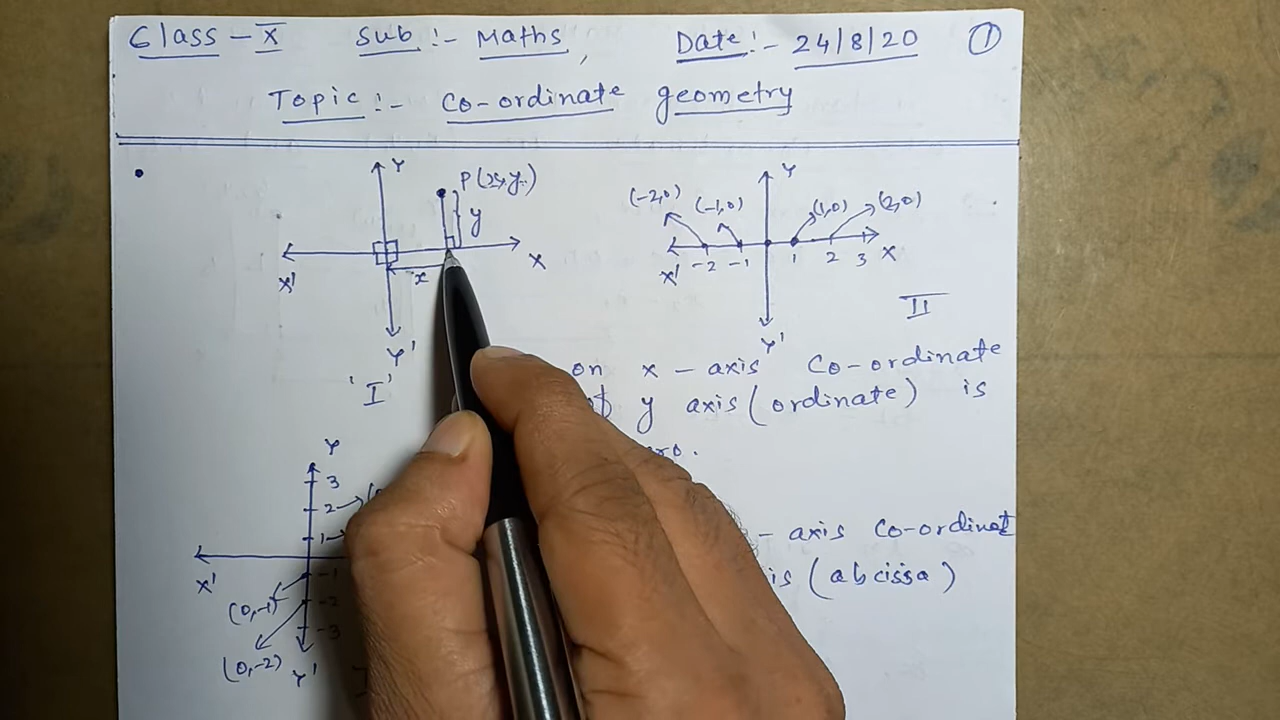 Class - X Sub :- Maths, Date :- 24/8/20 1
Topic :- Co-ordinate geometry
Y P(x,y)
y
X' x X
Y'
'I'
Y
(-2,0) (-1,0) (1,0) (2,0)
X' -2 -1 1 2 3 X
Y'
II
on x - axis Co-ordinate
y axis (ordinate) is
Y
3
2
1
X' -1
(0,-1) -2
-3
(0,-2) Y'
- axis Co-ordinat
(abcissa)